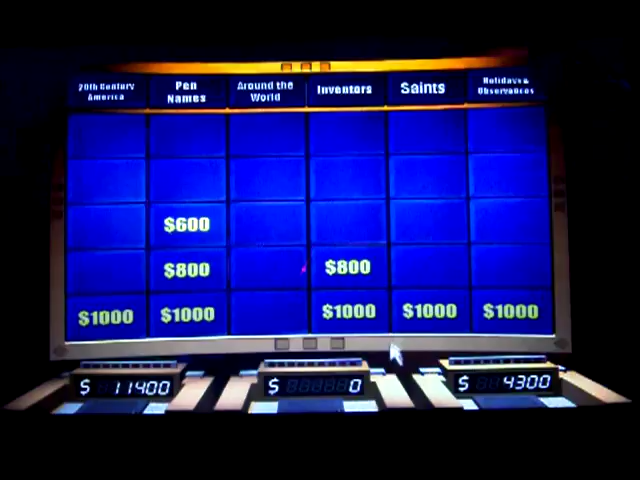 20th Century
America
Pen
Names
Around the
World
Inventors
Saints
Holidays &
Observances
$600
$800
$800
$1000
$1000
$1000
$1000
$1000
$ 11400
$ 0
$ 4300